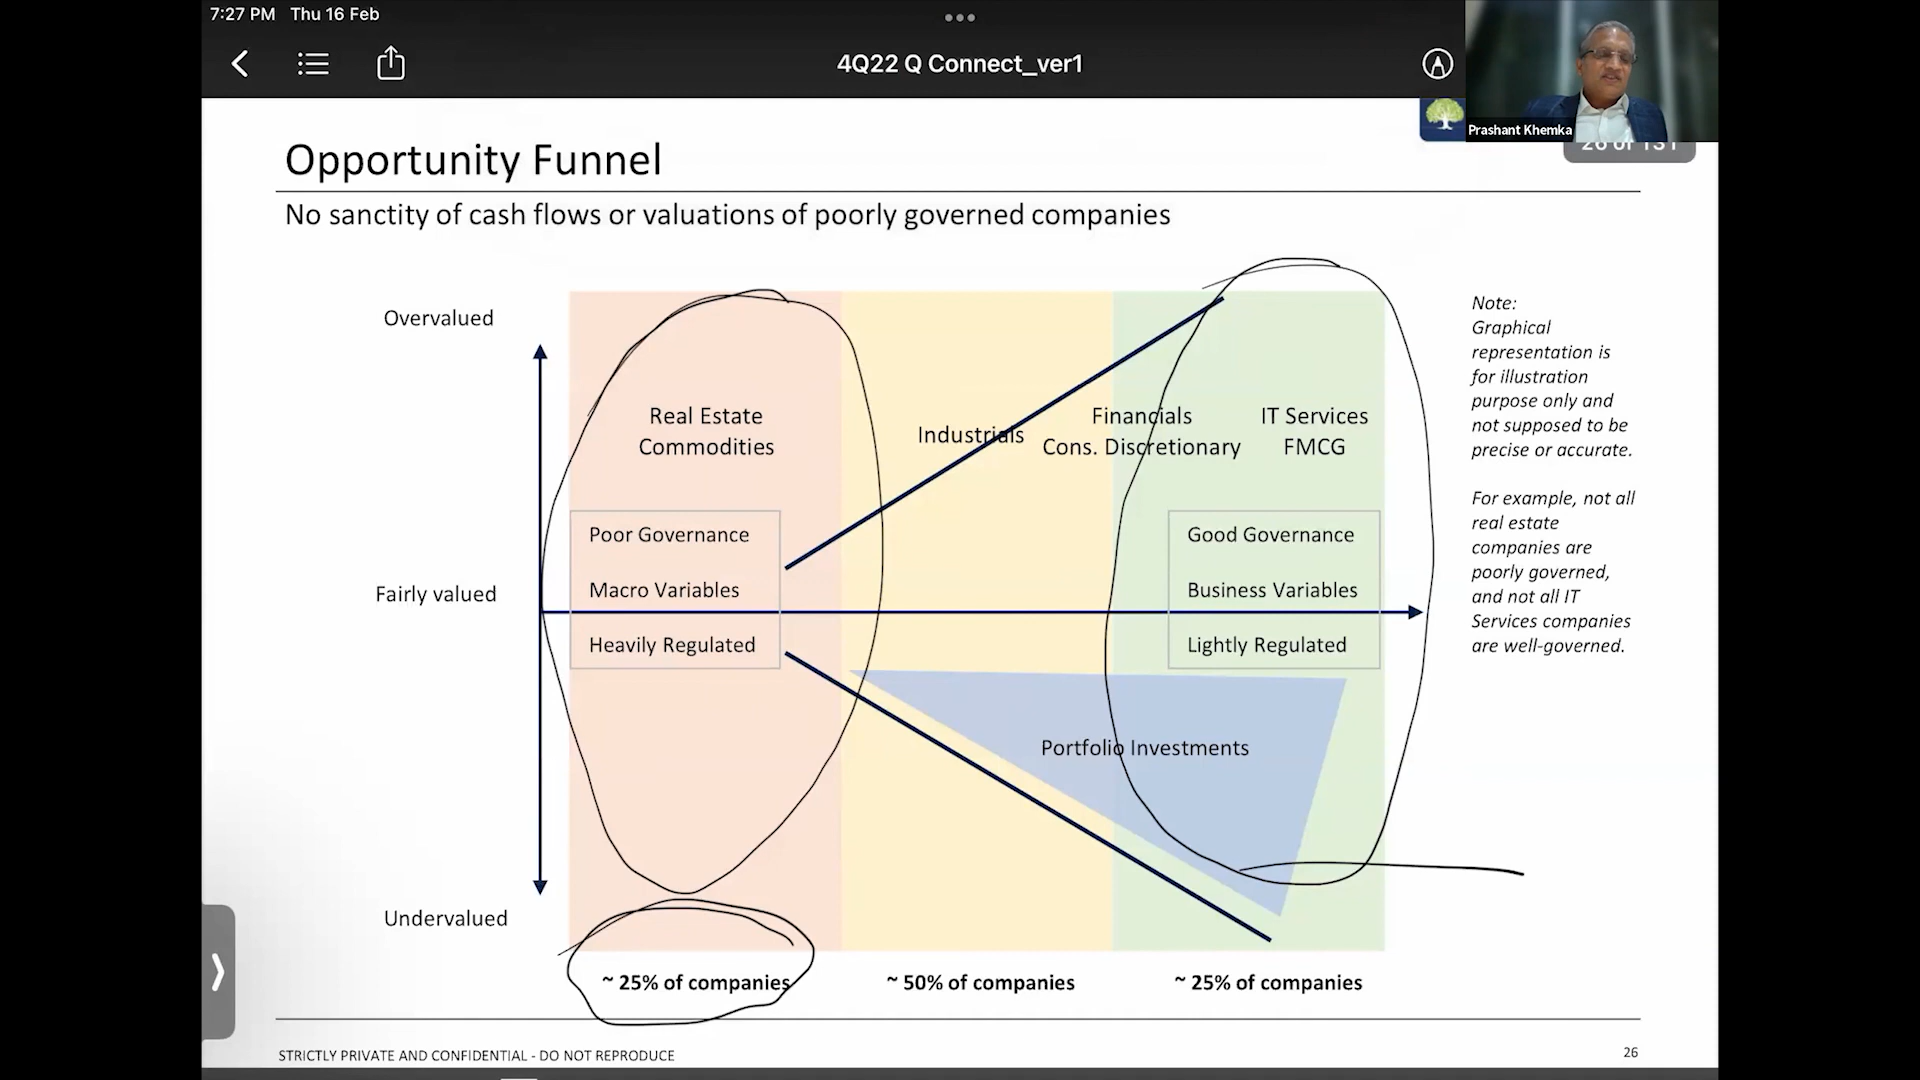 7:27 PM Thu 16 Feb
4Q22 Q Connect_ver1
Prashant Khemka
26 of 131
Opportunity Funnel
No sanctity of cash flows or valuations of poorly governed companies
Overvalued
Fairly valued
Undervalued
Real Estate
Commodities
Industrials
Financials
Cons. Discretionary
IT Services
FMCG
Poor Governance
Macro Variables
Heavily Regulated
Good Governance
Business Variables
Lightly Regulated
Portfolio Investments
~ 25% of companies
~ 50% of companies
~ 25% of companies
Note:
Graphical
representation is
for illustration
purpose only and
not supposed to be
precise or accurate.
For example, not all
real estate
companies are
poorly governed,
and not all IT
Services companies
are well-governed.
STRICTLY PRIVATE AND CONFIDENTIAL - DO NOT REPRODUCE
26